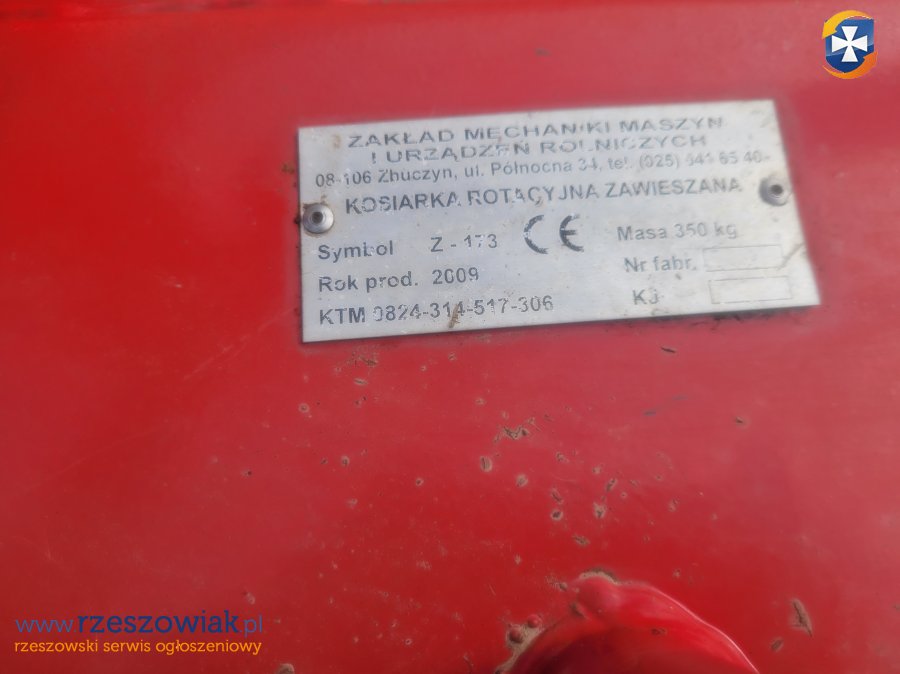 ZAKŁAD MECHANIKI MASZYN
I URZĄDZEŃ ROLNICZYCH
08-106 Zbuczyn, ul. Północna 34, tel. (025) 641 65 40
KOSIARKA ROTACYJNA ZAWIESZANA
Symbol Z - 173 CE Masa 350 kg
Rok prod. 2009 Nr fabr.
KTM 0824-314-517-306 KJ
www.rzeszowiak.pl
rzeszowski serwis ogłoszeniowy